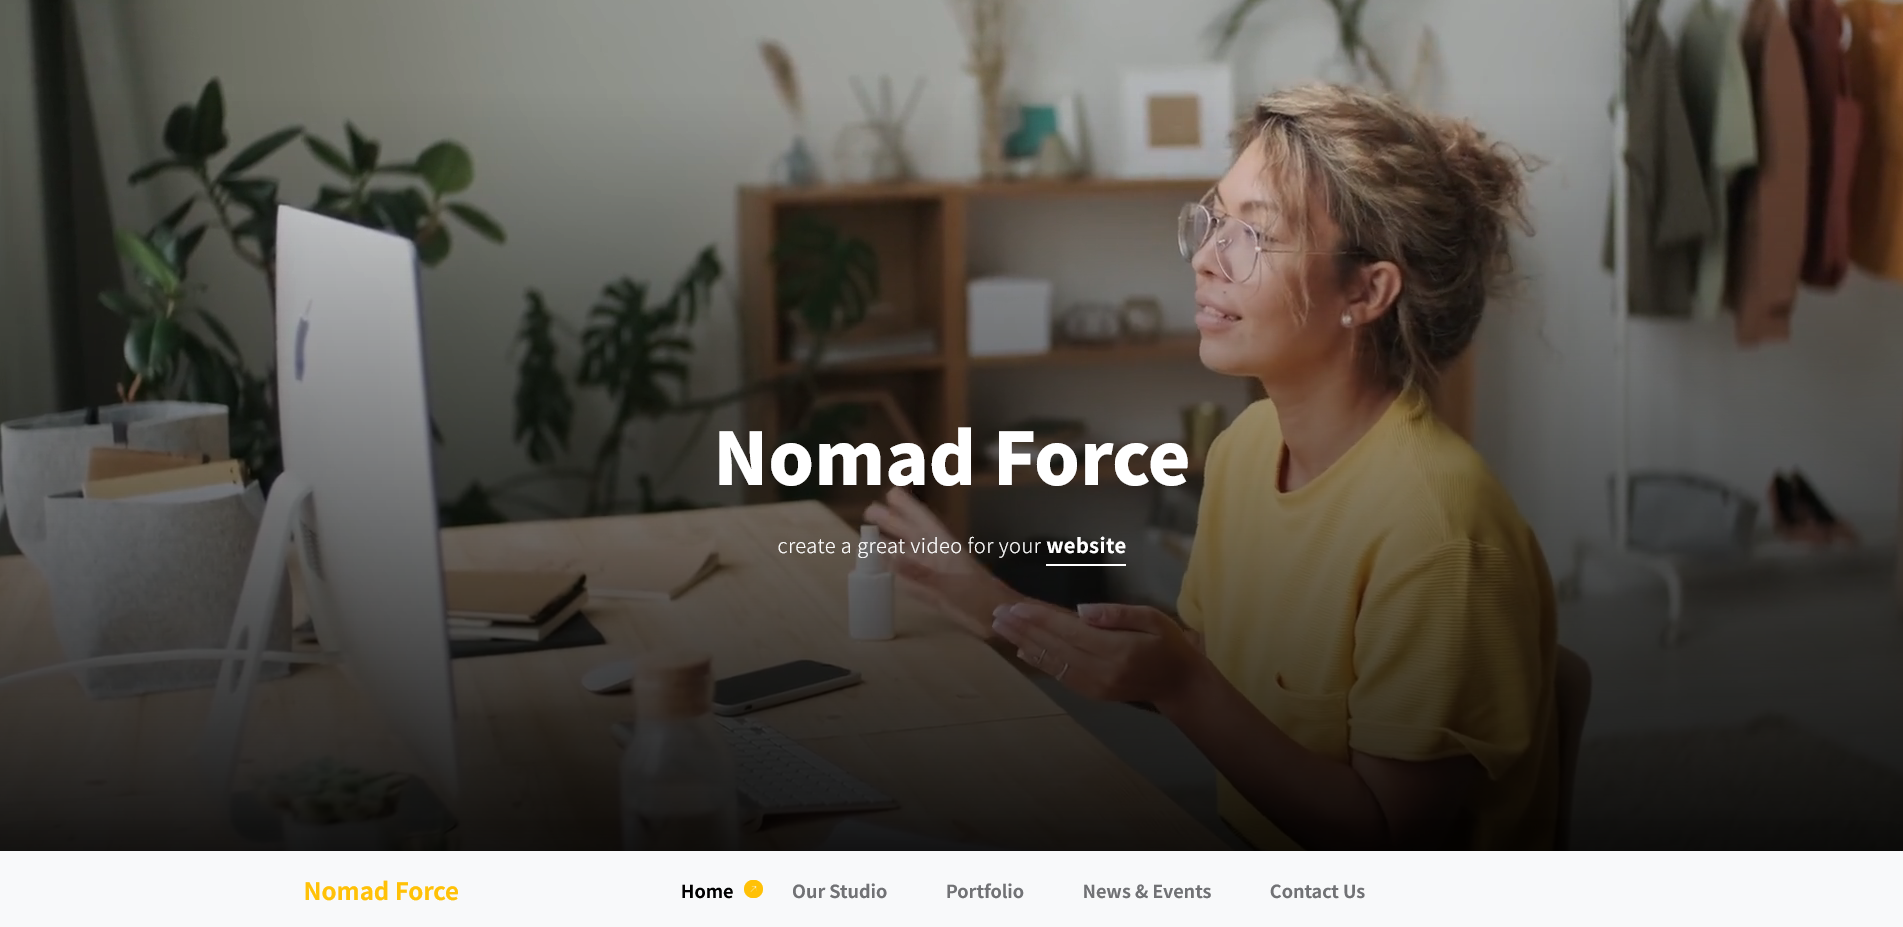 Nomad Force
create a great video for your website
Nomad Force
Home
Our Studio
Portfolio
News & Events
Contact Us